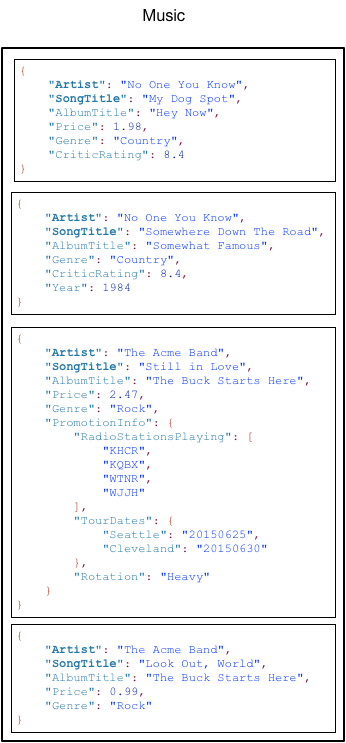 Music
{
"Artist": "No One You Know",
"SongTitle": "My Dog Spot",
"AlbumTitle": "Hey Now",
"Price": 1.98,
"Genre": "Country",
"CriticRating": 8.4
}
{
"Artist": "No One You Know",
"SongTitle": "Somewhere Down The Road",
"AlbumTitle": "Somewhat Famous",
"Genre": "Country",
"CriticRating": 8.4,
"Year": 1984
}
{
"Artist": "The Acme Band",
"SongTitle": "Still in Love",
"AlbumTitle": "The Buck Starts Here",
"Price": 2.47,
"Genre": "Rock",
"PromotionInfo": {
"RadioStationsPlaying": [
"KHCR",
"KQBX",
"WTNR",
"WJJH"
],
"TourDates": {
"Seattle": "20150625",
"Cleveland": "20150630"
},
"Rotation": "Heavy"
}
}
{
"Artist": "The Acme Band",
"SongTitle": "Look Out, World",
"AlbumTitle": "The Buck Starts Here",
"Price": 0.99,
"Genre": "Rock"
}